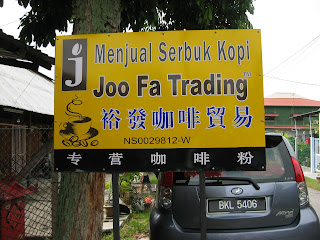 j
Menjual Serbuk Kopi
Joo Fa Trading™
裕發咖啡貿易
NS0029812-W
专营咖啡粉
BKL 5406